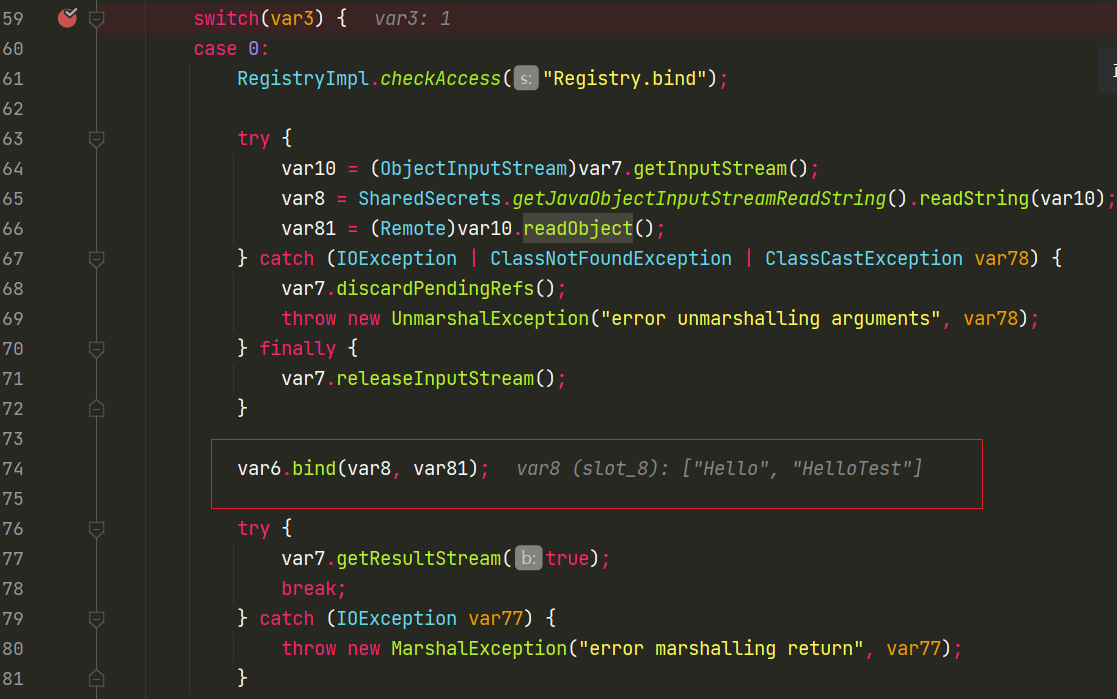 59 switch(var3) { var3: 1
60 case 0:
61 RegistryImpl.checkAccess( s: "Registry.bind");
62
63 try {
64 var10 = (ObjectInputStream)var7.getInputStream();
65 var8 = SharedSecrets.getJavaObjectInputStreamReadString().readString(var10);
66 var81 = (Remote)var10.readObject();
67 } catch (IOException | ClassNotFoundException | ClassCastException var78) {
68 var7.discardPendingRefs();
69 throw new UnmarshalException("error unmarshalling arguments", var78);
70 } finally {
71 var7.releaseInputStream();
72 }
73
74 var6.bind(var8, var81); var8 (slot_8): ["Hello", "HelloTest"]
75
76 try {
77 var7.getResultStream( b: true);
78 break;
79 } catch (IOException var77) {
80 throw new MarshalException("error marshalling return", var77);
81 }